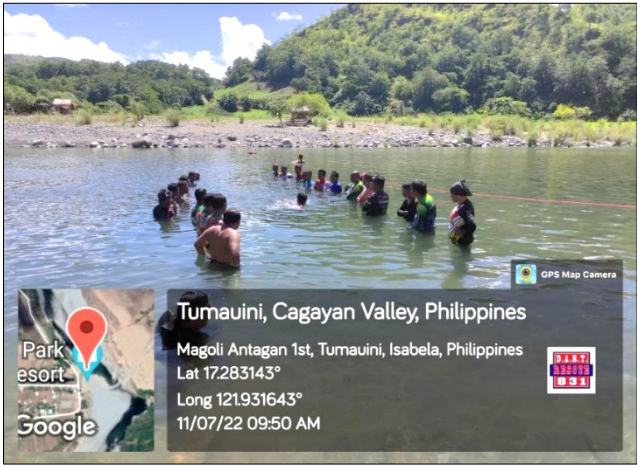 GPS Map Camera
Tumauini, Cagayan Valley, Philippines
Magoli Antagan 1st, Tumauini, Isabela, Philippines
Lat 17.283143°
Long 121.931643°
11/07/22 09:50 AM
Park
esort
Google
D.A.R.T.
RESCUE
831